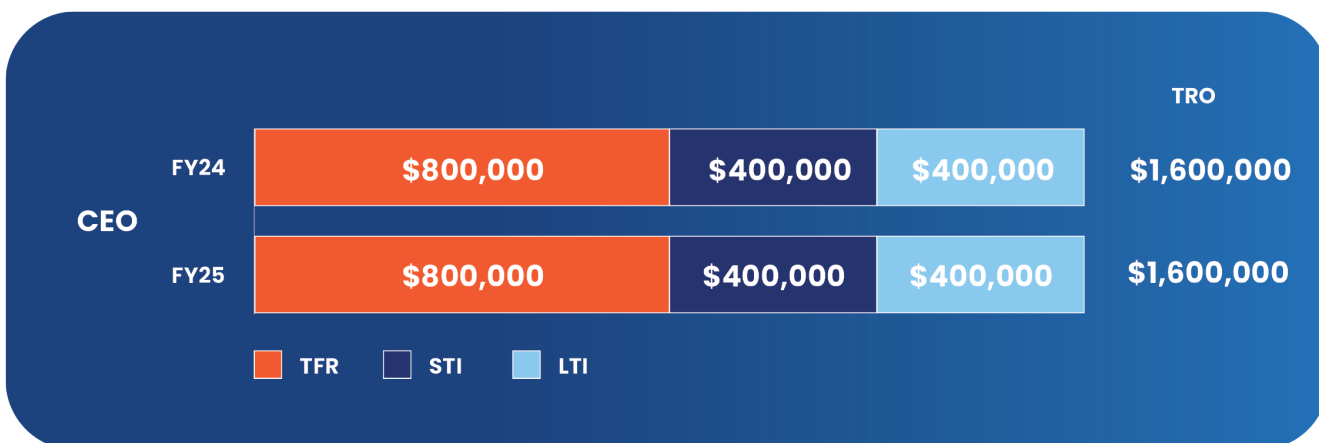 TRO
FY24 $800,000 $400,000 $400,000 $1,600,000
CEO
FY25 $800,000 $400,000 $400,000 $1,600,000
TFR STI LTI